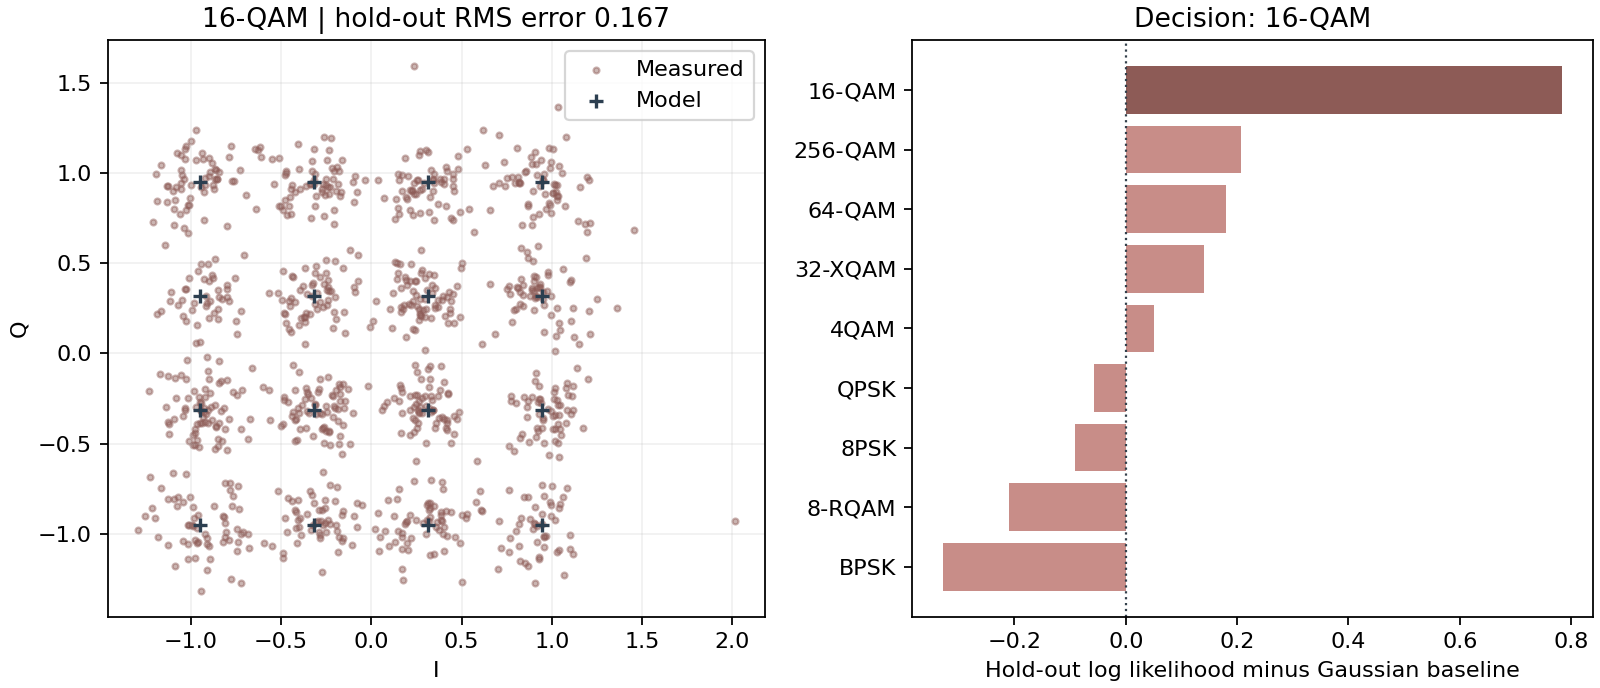 16-QAM | hold-out RMS error 0.167
Measured
Model
1.5
1.0
0.5
0.0
−0.5
−1.0
Q
−1.0
−0.5
0.0
0.5
1.0
1.5
2.0
I
Decision: 16-QAM
16-QAM
256-QAM
64-QAM
32-XQAM
4QAM
QPSK
8PSK
8-RQAM
BPSK
−0.2
0.0
0.2
0.4
0.6
0.8
Hold-out log likelihood minus Gaussian baseline